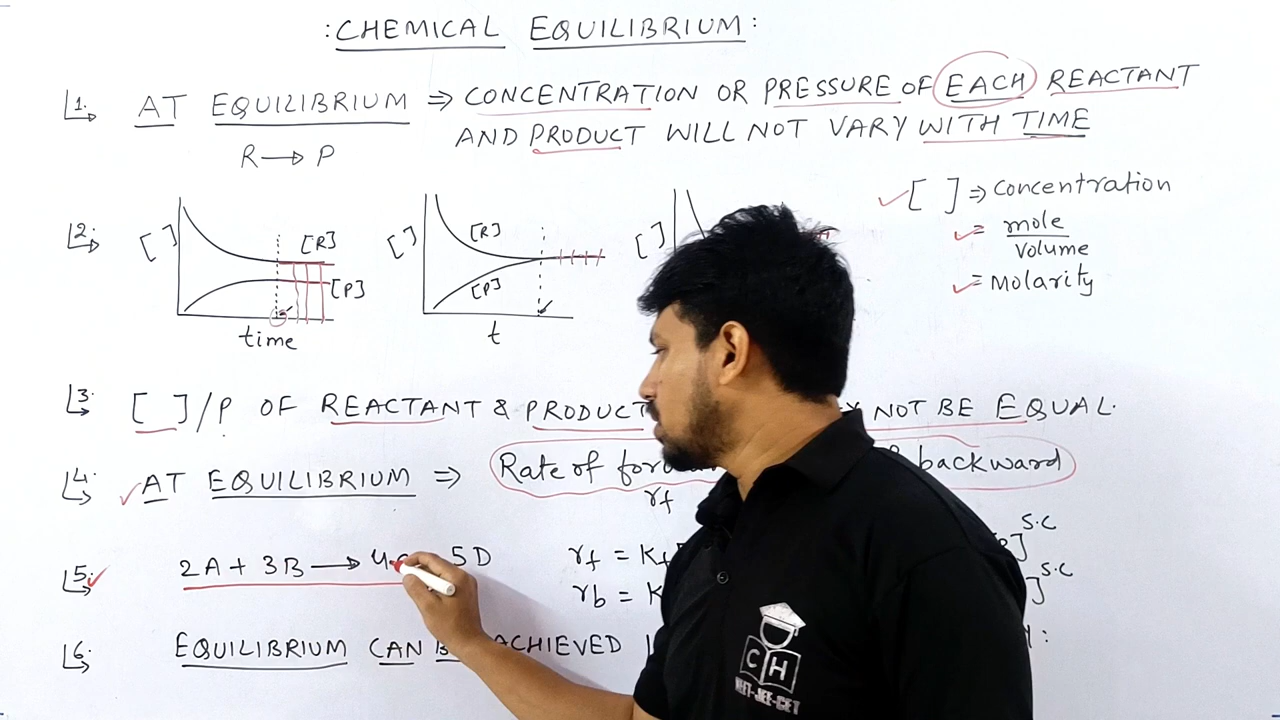 : CHEMICAL EQUILIBRIUM :
1. AT EQUILIBRIUM ⇒ CONCENTRATION OR PRESSURE OF EACH REACTANT
AND PRODUCT WILL NOT VARY WITH TIME
R → P
2. [ ] [R] [P] time
[ ] [R] [P] t
[ ]
[ ] ⇒ Concentration
= mole / volume
= Molarity
3. [ ]/P OF REACTANT & PRODUCT NOT BE EQUAL.
4. AT EQUILIBRIUM ⇒ Rate of backward
rf
5. 2A + 3B → 5D
rf = Kf ]S.C
rb = K ]S.C
6. EQUILIBRIUM CAN ACHIEVED :
CH
NEET-JEE-CET